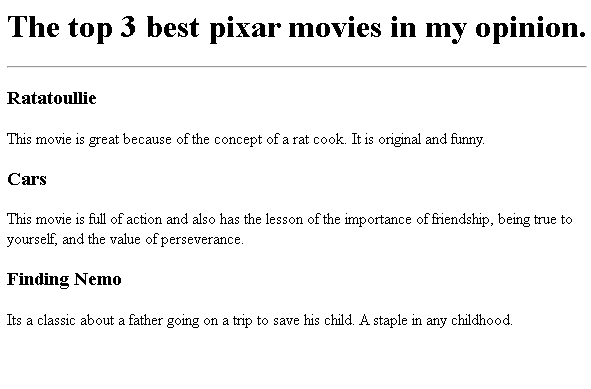 The top 3 best pixar movies in my opinion.
Ratatoullie
This movie is great because of the concept of a rat cook. It is original and funny.
Cars
This movie is full of action and also has the lesson of the importance of friendship, being true to
yourself, and the value of perseverance.
Finding Nemo
Its a classic about a father going on a trip to save his child. A staple in any childhood.